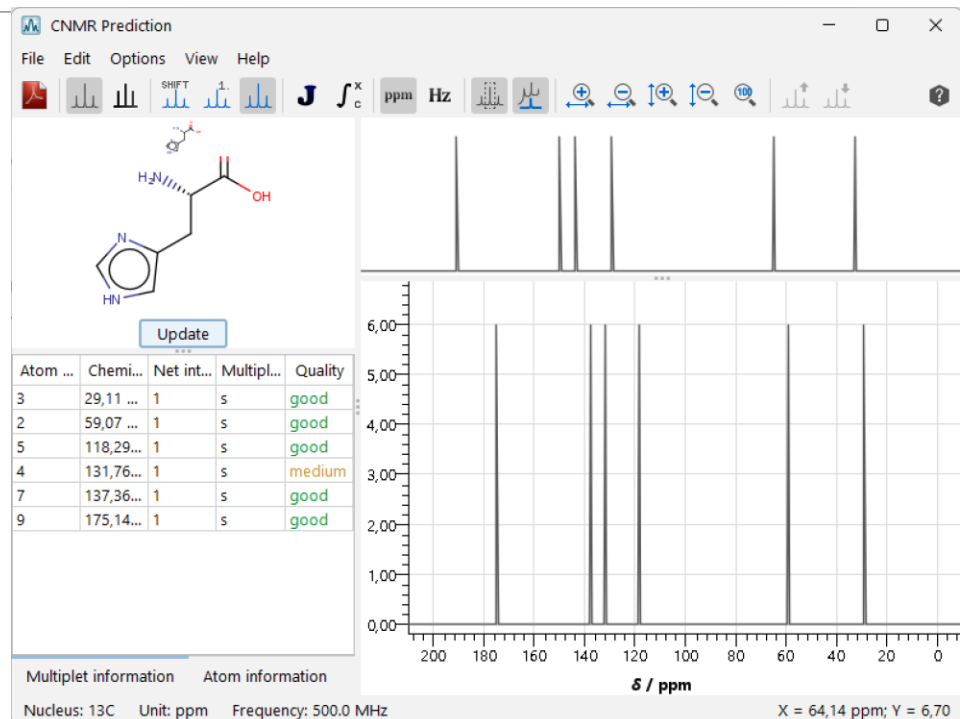 CNMR Prediction
File Edit Options View Help
SHIFT 1. J ∫ x c ppm Hz 100 ?
H₂N
OH
N
HN
Update
Atom ... Chemi... Net int... Multipl... Quality
3 29,11 ... 1 s good
2 59,07 ... 1 s good
5 118,29... 1 s good
4 131,76... 1 s medium
7 137,36... 1 s good
9 175,14... 1 s good
6,00
5,00
4,00
3,00
2,00
1,00
0,00
200 180 160 140 120 100 80 60 40 20 0
δ / ppm
Multiplet information Atom information
Nucleus: 13C Unit: ppm Frequency: 500.0 MHz X = 64,14 ppm; Y = 6,70